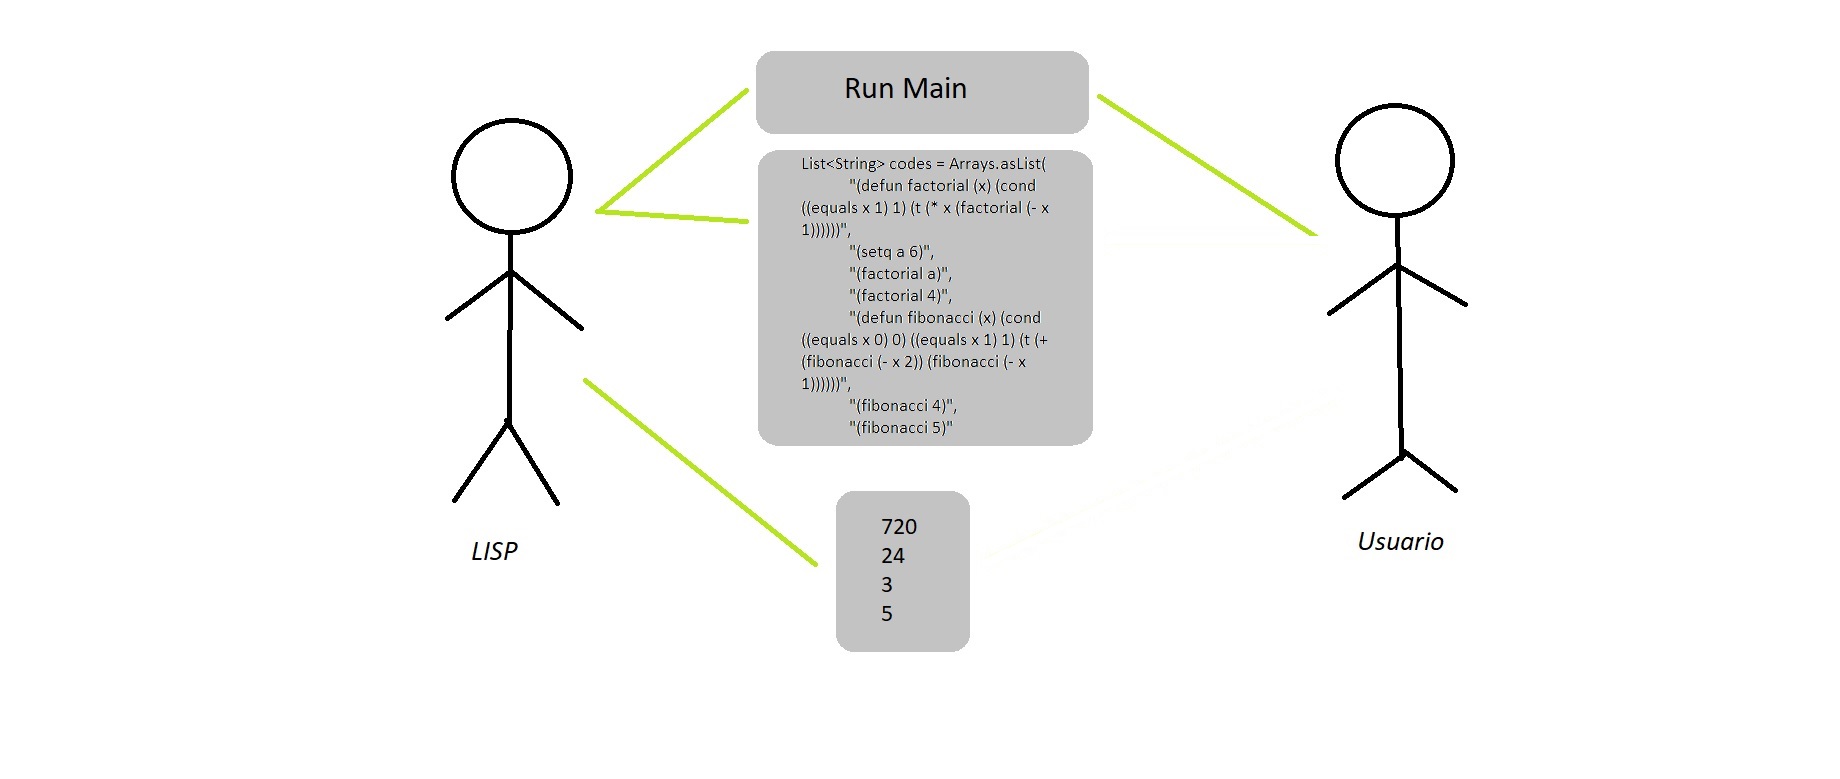 Run Main
List<String> codes = Arrays.asList(
"(defun factorial (x) (cond
((equals x 1) 1) (t (* x (factorial (- x
1))))))",
"(setq a 6)",
"(factorial a)",
"(factorial 4)",
"(defun fibonacci (x) (cond
((equals x 0) 0) ((equals x 1) 1) (t (+
(fibonacci (- x 2)) (fibonacci (- x
1))))))",
"(fibonacci 4)",
"(fibonacci 5)"
720
24
3
5
LISP
Usuario